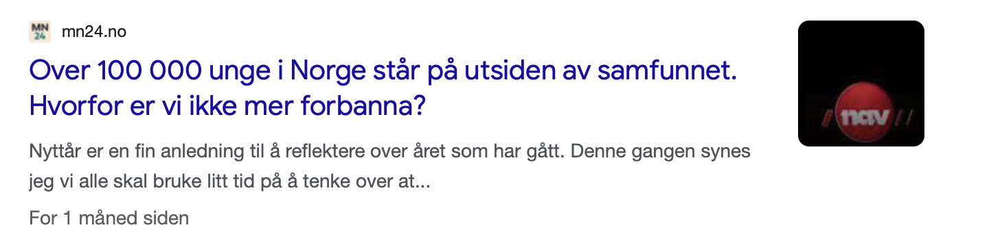 MN
24
mn24.no
Over 100 000 unge i Norge står på utsiden av samfunnet.
Hvorfor er vi ikke mer forbanna?
Nyttår er en fin anledning til å reflektere over året som har gått. Denne gangen synes
jeg vi alle skal bruke litt tid på å tenke over at...
For 1 måned siden
nav